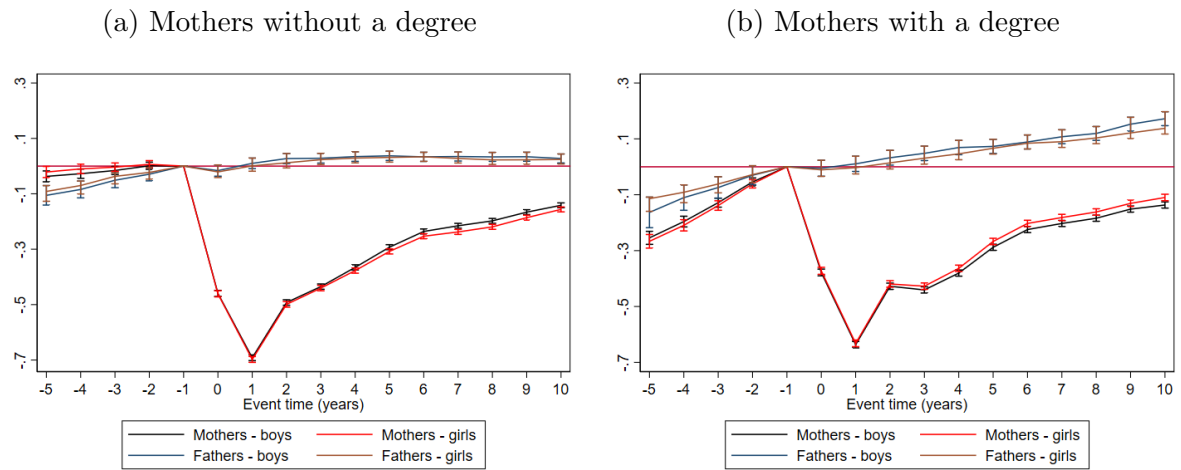 (a) Mothers without a degree
.3
.1
-.1
-.3
-.5
-.7
-5 -4 -3 -2 -1 0 1 2 3 4 5 6 7 8 9 10
Event time (years)
Mothers - boys Mothers - girls
Fathers - boys Fathers - girls
(b) Mothers with a degree
.3
.1
-.1
-.3
-.5
-.7
-5 -4 -3 -2 -1 0 1 2 3 4 5 6 7 8 9 10
Event time (years)
Mothers - boys Mothers - girls
Fathers - boys Fathers - girls